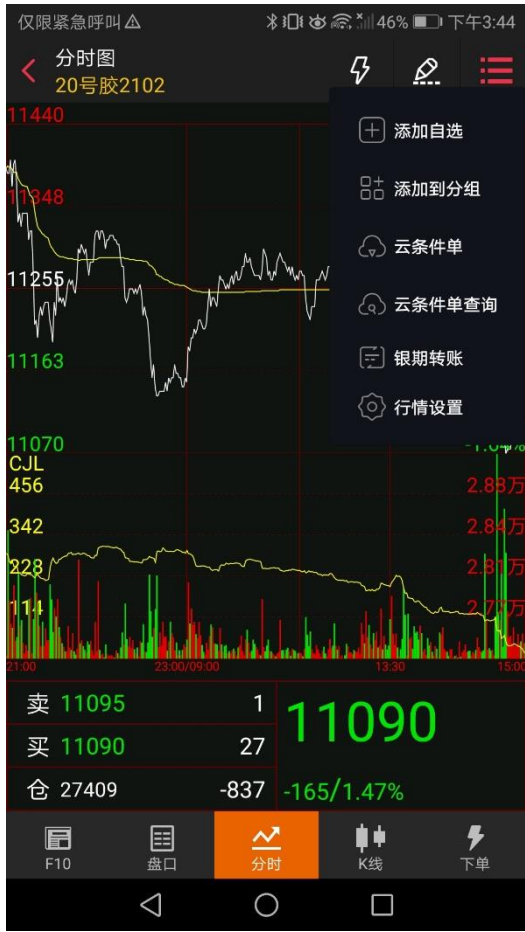 仅限紧急呼叫 46% 下午3:44
分时图
20号胶2102
11440
添加自选
添加到分组
11348
云条件单
11255
云条件单查询
11163
银期转账
行情设置
11070
CJL
456 2.88万
342 2.84万
228 2.81万
114 2.77万
21:00 23:00/09:00 13:30 15:00
卖 11095 1
买 11090 27
仓 27409 -837
11090
-165/1.47%
F10 盘口 分时 K线 下单